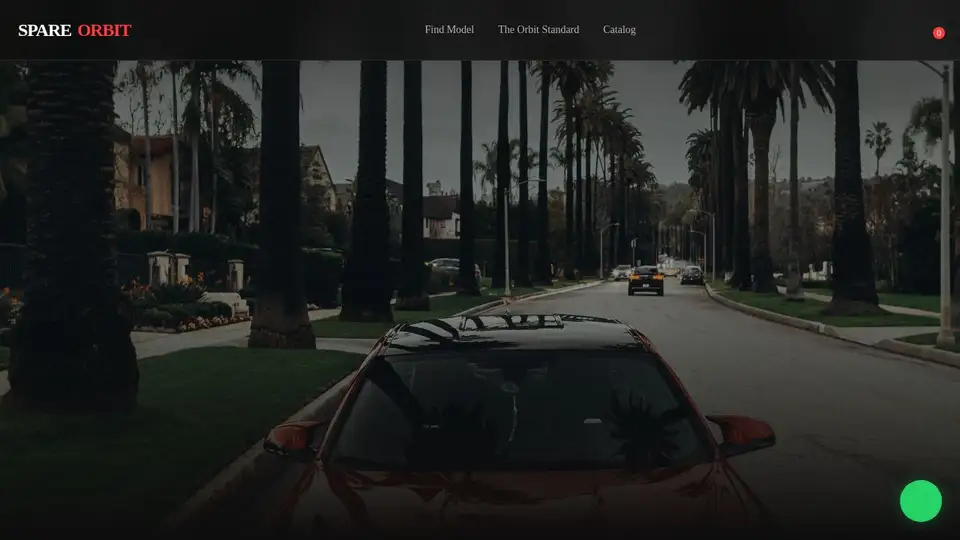 SPARE ORBIT
Find Model
The Orbit Standard
Catalog
0